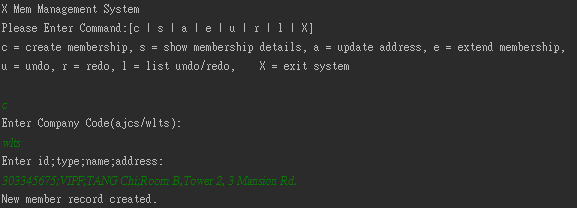 X Mem Management System
Please Enter Command:[c | s | a | e | u | r | l | X]
c = create membership, s = show membership details, a = update address, e = extend membership,
u = undo, r = redo, l = list undo/redo, X = exit system
c
Enter Company Code(ajcs/wlts):
wlts
Enter id;type;name;address:
303345675;VIPP;TANG Chi;Room B,Tower 2, 3 Mansion Rd.
New member record created.